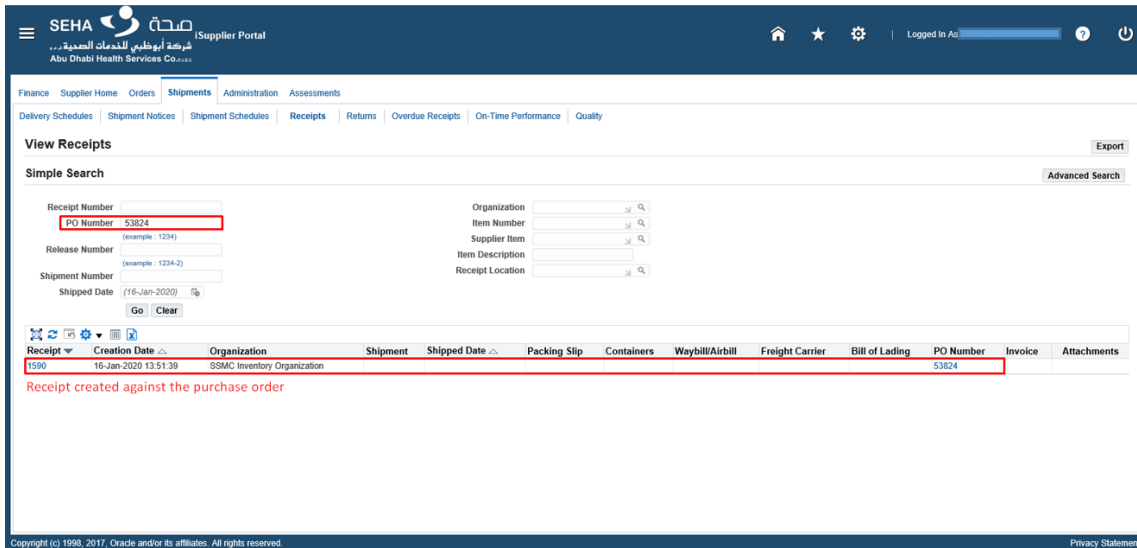 SEHA صحة
iSupplier Portal
شركة أبوظبي للخدمات الصحية
Abu Dhabi Health Services Co.
Logged In As
Finance Supplier Home Orders Shipments Administration Assessments
Delivery Schedules Shipment Notices Shipment Schedules Receipts Returns Overdue Receipts On-Time Performance Quality
View Receipts
Export
Simple Search
Advanced Search
Receipt Number
Organization
PO Number 53824
Item Number
(example : 1234)
Supplier Item
Release Number
Item Description
(example : 1234-2)
Receipt Location
Shipment Number
Shipped Date (16-Jan-2020)
Go Clear
Receipt Creation Date Organization Shipment Shipped Date Packing Slip Containers Waybill/Airbill Freight Carrier Bill of Lading PO Number Invoice Attachments
1590 16-Jan-2020 13:51:39 SSMC Inventory Organization 53824
Receipt created against the purchase order
Copyright (c) 1998, 2017, Oracle and/or its affiliates. All rights reserved.
Privacy Statement